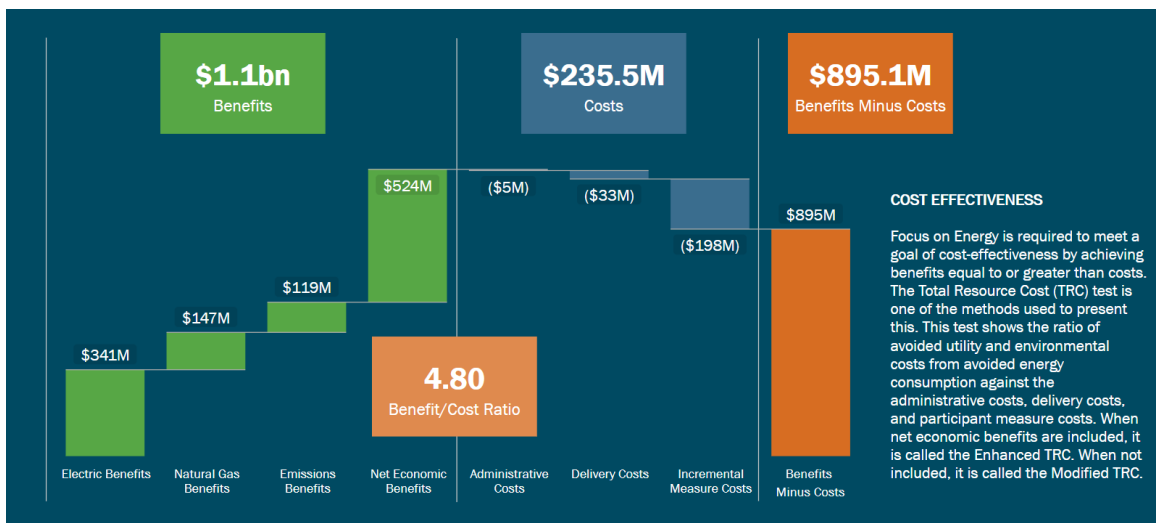 $1.1bn
Benefits
$235.5M
Costs
$895.1M
Benefits Minus Costs
$341M
$147M
$119M
$524M
($5M)
($33M)
($198M)
$895M
4.80
Benefit/Cost Ratio
Electric Benefits
Natural Gas
Benefits
Emissions
Benefits
Net Economic
Benefits
Administrative
Costs
Delivery Costs
Incremental
Measure Costs
Benefits
Minus Costs
COST EFFECTIVENESS
Focus on Energy is required to meet a
goal of cost-effectiveness by achieving
benefits equal to or greater than costs.
The Total Resource Cost (TRC) test is
one of the methods used to present
this. This test shows the ratio of
avoided utility and environmental
costs from avoided energy
consumption against the
administrative costs, delivery costs,
and participant measure costs. When
net economic benefits are included, it
is called the Enhanced TRC. When not
included, it is called the Modified TRC.